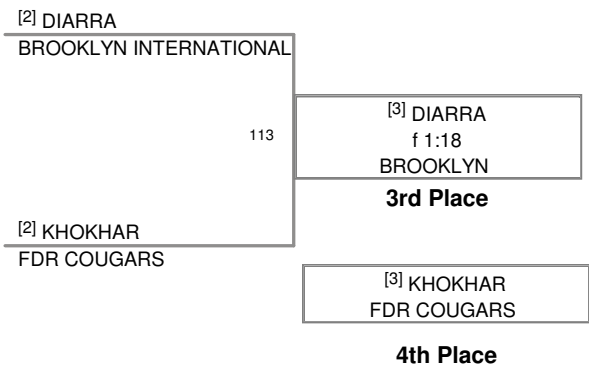 [2] DIARRA
BROOKLYN INTERNATIONAL
113
[3] DIARRA
f 1:18
BROOKLYN
3rd Place
[2] KHOKHAR
FDR COUGARS
[3] KHOKHAR
FDR COUGARS
4th Place